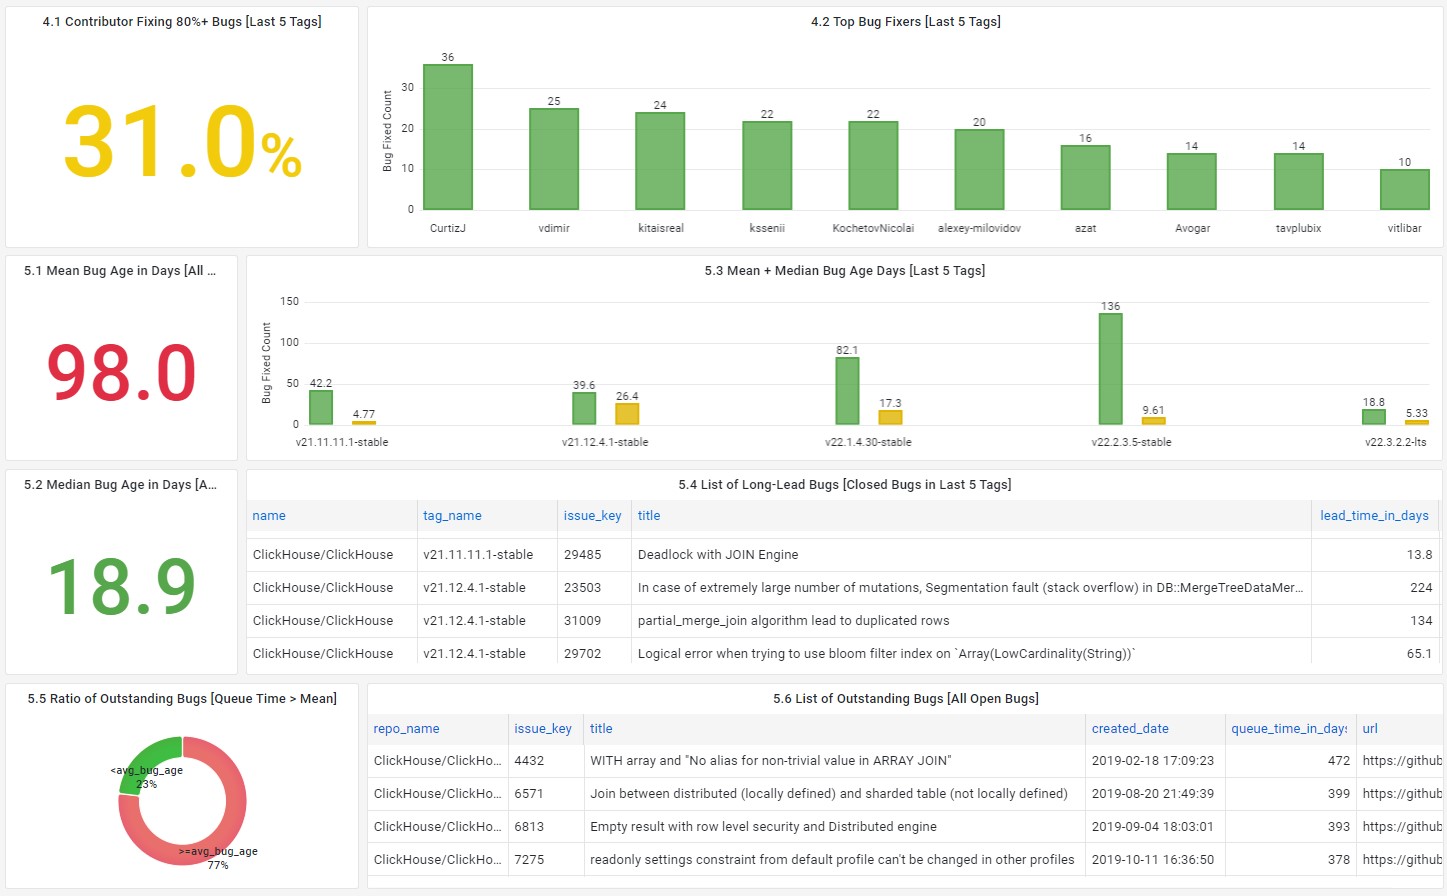 4.1 Contributor Fixing 80%+ Bugs [Last 5 Tags]
31.0%
4.2 Top Bug Fixers [Last 5 Tags]
Bug Fixed Count
30
20
10
0
36
25
24
22
22
20
16
14
14
10
CurtizJ
vdimir
kitaisreal
kssenii
KochetovNicolai
alexey-milovidov
azat
Avogar
tavplubix
vitlibar
5.1 Mean Bug Age in Days [All ...
98.0
5.3 Mean + Median Bug Age Days [Last 5 Tags]
Bug Fixed Count
150
100
50
0
42.2
4.77
39.6
26.4
82.1
17.3
136
9.61
18.8
5.33
v21.11.11.1-stable
v21.12.4.1-stable
v22.1.4.30-stable
v22.2.3.5-stable
v22.3.2.2-lts
5.2 Median Bug Age in Days [A...
18.9
5.4 List of Long-Lead Bugs [Closed Bugs in Last 5 Tags]
name tag_name issue_key title lead_time_in_days
ClickHouse/ClickHouse v21.11.11.1-stable 29485 Deadlock with JOIN Engine 13.8
ClickHouse/ClickHouse v21.12.4.1-stable 23503 In case of extremely large number of mutations, Segmentation fault (stack overflow) in DB::MergeTreeDataMer... 224
ClickHouse/ClickHouse v21.12.4.1-stable 31009 partial_merge_join algorithm lead to duplicated rows 134
ClickHouse/ClickHouse v21.12.4.1-stable 29702 Logical error when trying to use bloom filter index on `Array(LowCardinality(String))` 65.1
5.5 Ratio of Outstanding Bugs [Queue Time > Mean]
<avg_bug_age
23%
>=avg_bug_age
77%
5.6 List of Outstanding Bugs [All Open Bugs]
repo_name issue_key title created_date queue_time_in_days url
ClickHouse/ClickHo... 4432 WITH array and "No alias for non-trivial value in ARRAY JOIN" 2019-02-18 17:09:23 472 https://github
ClickHouse/ClickHo... 6571 Join between distributed (locally defined) and sharded table (not locally defined) 2019-08-20 21:49:39 399 https://github
ClickHouse/ClickHo... 6813 Empty result with row level security and Distributed engine 2019-09-04 18:03:01 393 https://github
ClickHouse/ClickHo... 7275 readonly settings constraint from default profile can't be changed in other profiles 2019-10-11 16:36:50 378 https://github